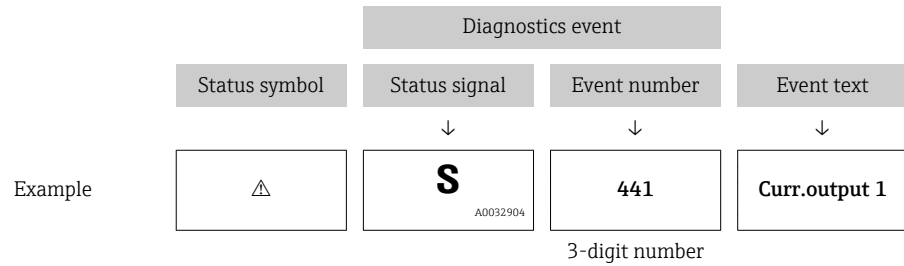 Diagnostics event
Status symbol Status signal Event number Event text
↓ ↓ ↓
Example ⚠ S 441 Curr.output 1
A0032904
3-digit number